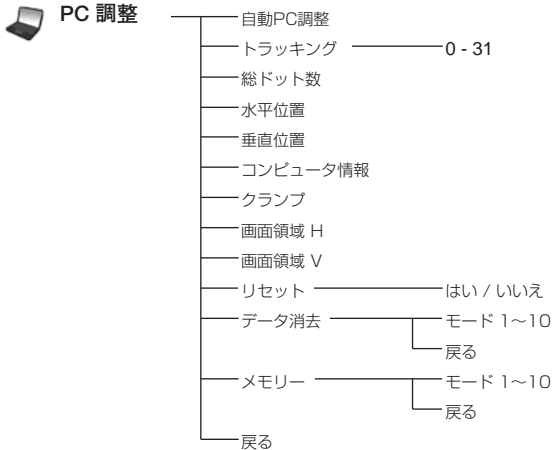 PC 調整
自動PC調整
トラッキング 0 - 31
総ドット数
水平位置
垂直位置
コンピュータ情報
クランプ
画面領域 H
画面領域 V
リセット はい / いいえ
データ消去 モード 1～10
戻る
メモリー モード 1～10
戻る
戻る